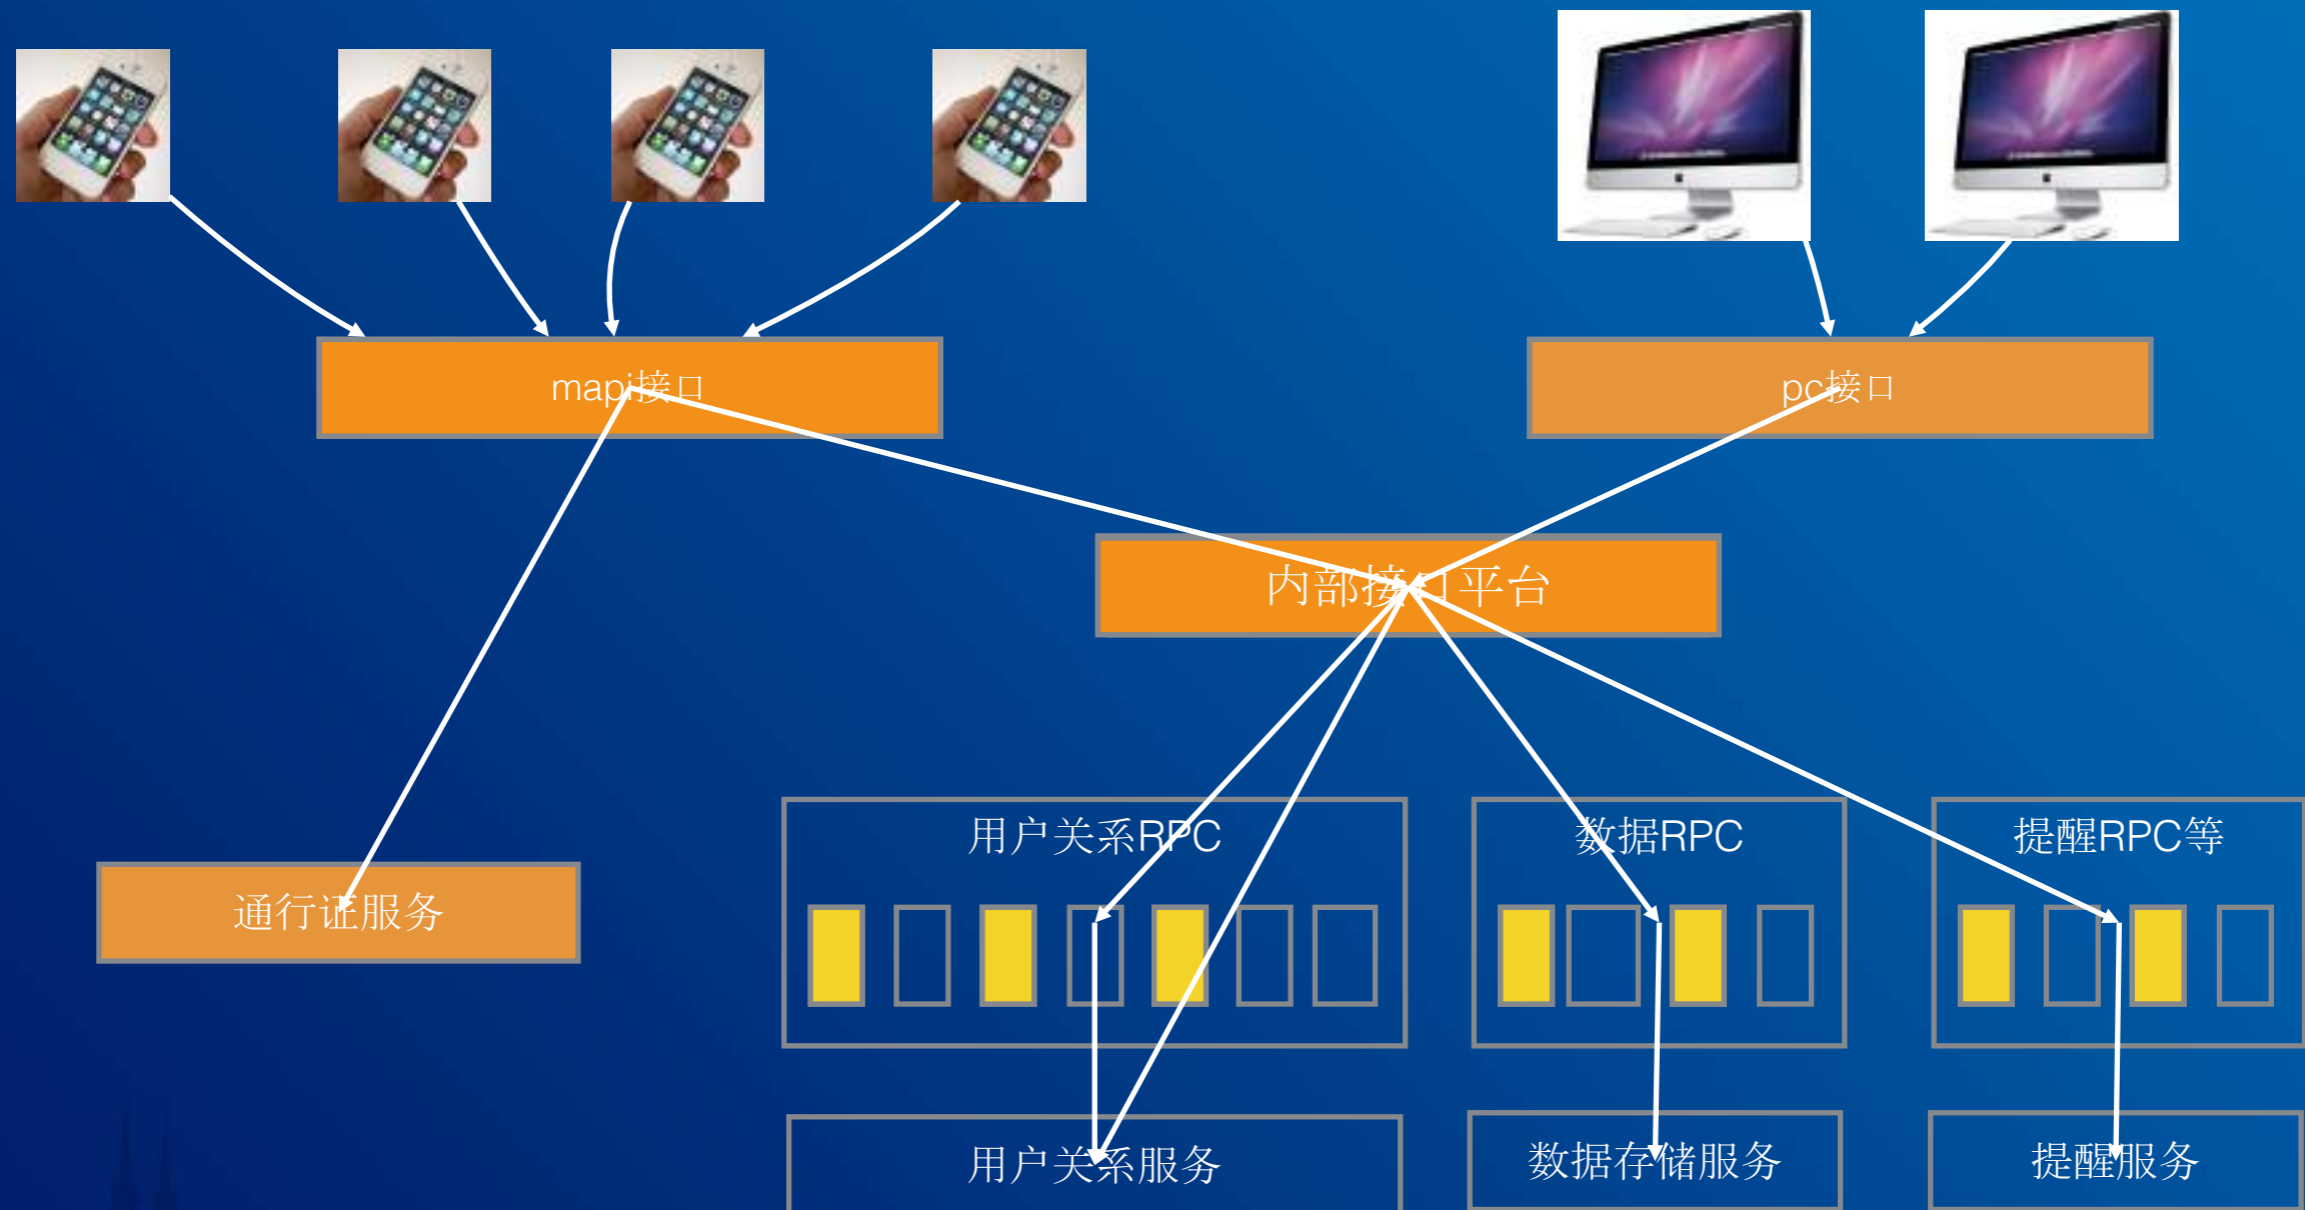 mapi接口
pc接口
内部接口平台
用户关系RPC
数据RPC
提醒RPC等
通行证服务
用户关系服务
数据存储服务
提醒服务